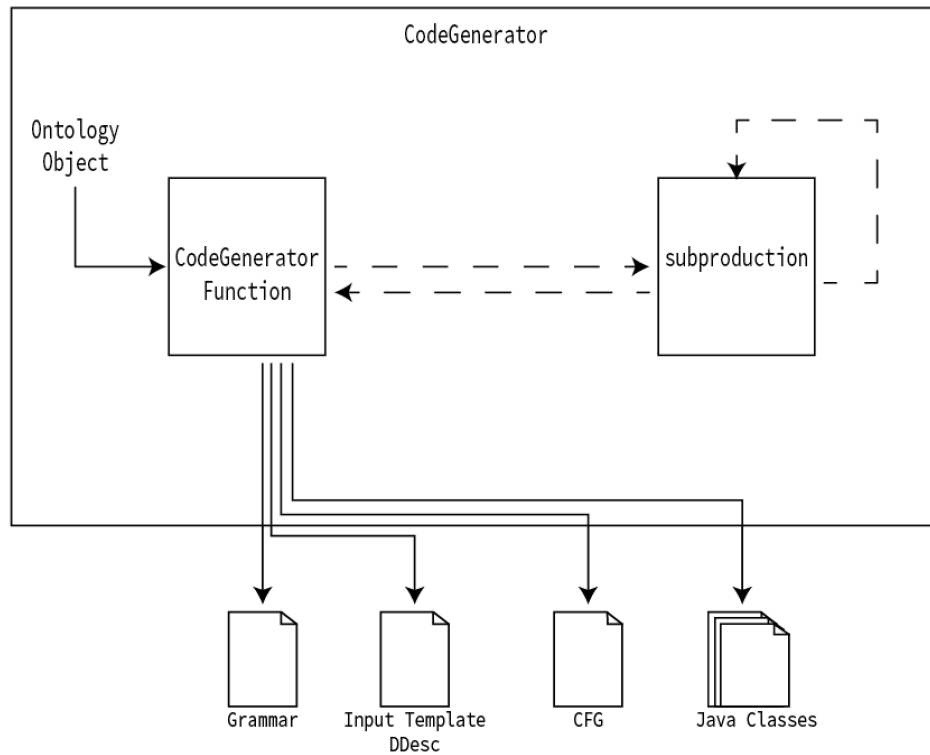 CodeGenerator
Ontology
Object
CodeGenerator
Function
subproduction
Grammar
Input Template
DDesc
CFG
Java Classes